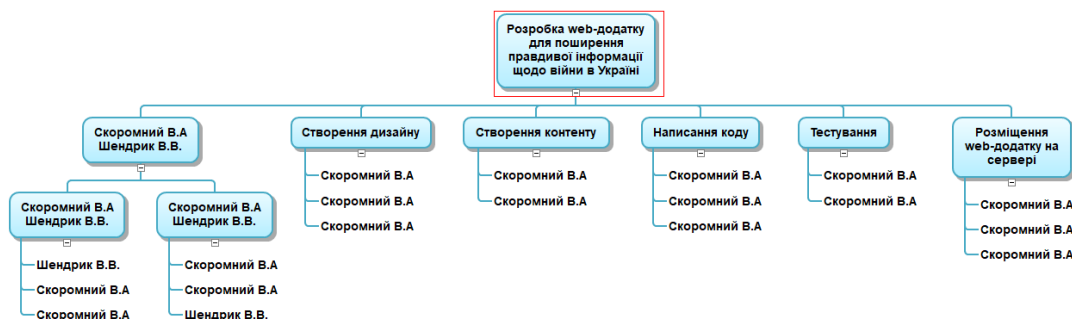 Розробка web-додатку
для поширення
правдивої інформації
щодо війни в Україні
Скоромний В.А
Шендрик В.В.
Створення дизайну
Створення контенту
Написання коду
Тестування
Розміщення
web-додатку на
сервері
Скоромний В.А
Шендрик В.В.
Скоромний В.А
Шендрик В.В.
Шендрик В.В.
Скоромний В.А
Скоромний В.А
Скоромний В.А
Скоромний В.А
Шендрик В.В.
Скоромний В.А
Скоромний В.А
Скоромний В.А
Скоромний В.А
Скоромний В.А
Скоромний В.А
Скоромний В.А
Скоромний В.А
Скоромний В.А
Скоромний В.А
Скоромний В.А
Скоромний В.А
Скоромний В.А